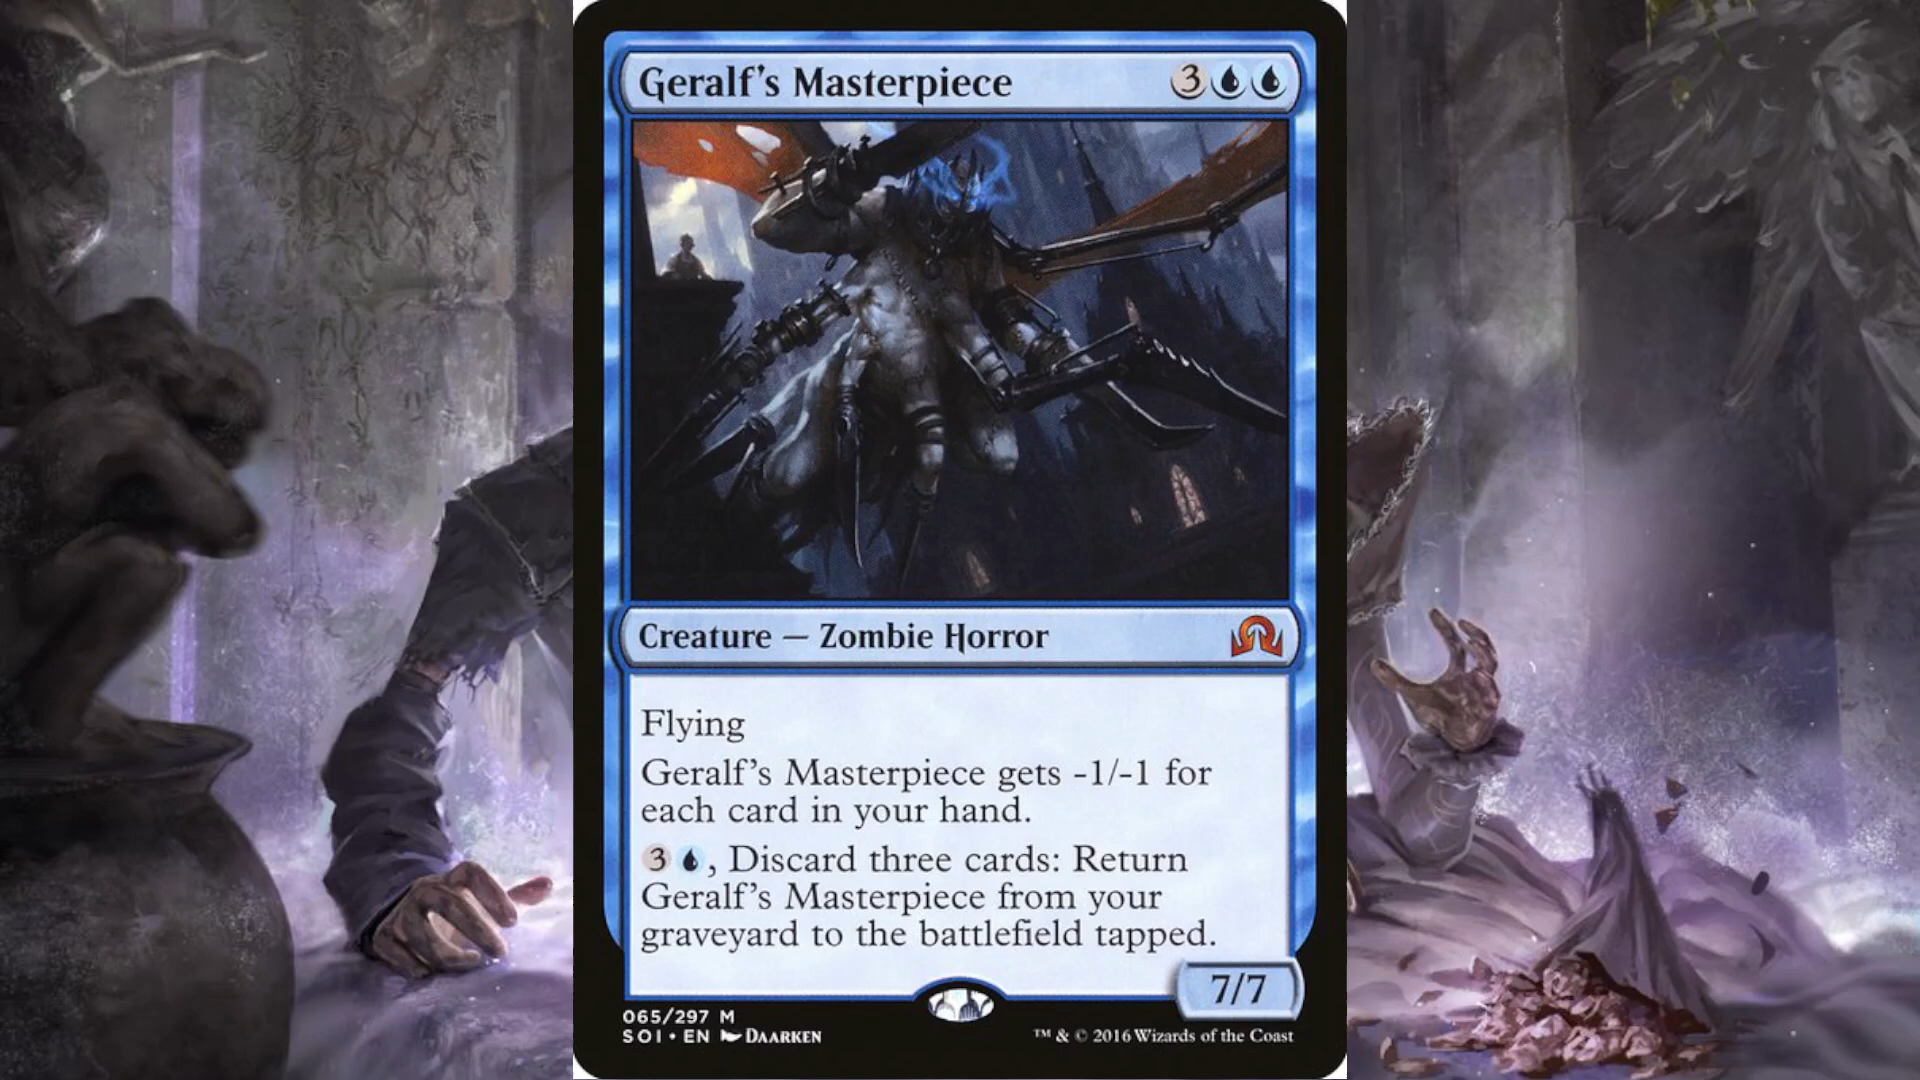 Geralf's Masterpiece 3
Creature — Zombie Horror
Flying
Geralf's Masterpiece gets -1/-1 for
each card in your hand.
3 , Discard three cards: Return
Geralf's Masterpiece from your
graveyard to the battlefield tapped.
7/7
065/297 M
SOI • EN DAARKEN
™ & © 2016 Wizards of the Coast